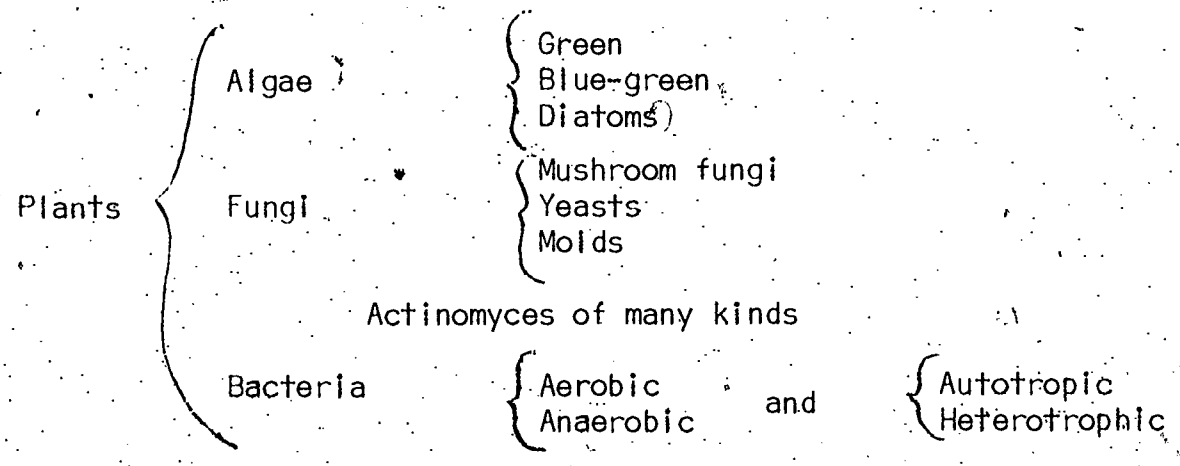 Green
Algae
Blue-green
Diatoms)
Mushroom fungi
Plants
Fungi
Yeasts
Molds
Actinomyces of many kinds
Bacteria
Aerobic
Anaerobic
and
Autotropic
Heterotrophic